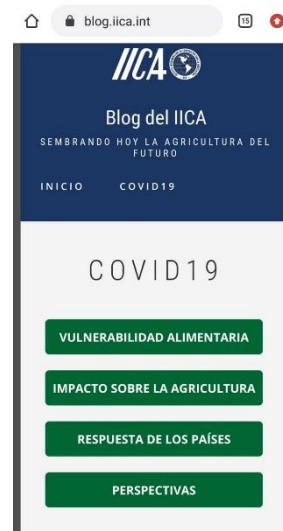 blog.iica.int
15
IICA
Blog del IICA
SEMBRANDO HOY LA AGRICULTURA DEL
FUTURO
INICIO COVID19
COVID19
VULNERABILIDAD ALIMENTARIA
IMPACTO SOBRE LA AGRICULTURA
RESPUESTA DE LOS PAÍSES
PERSPECTIVAS